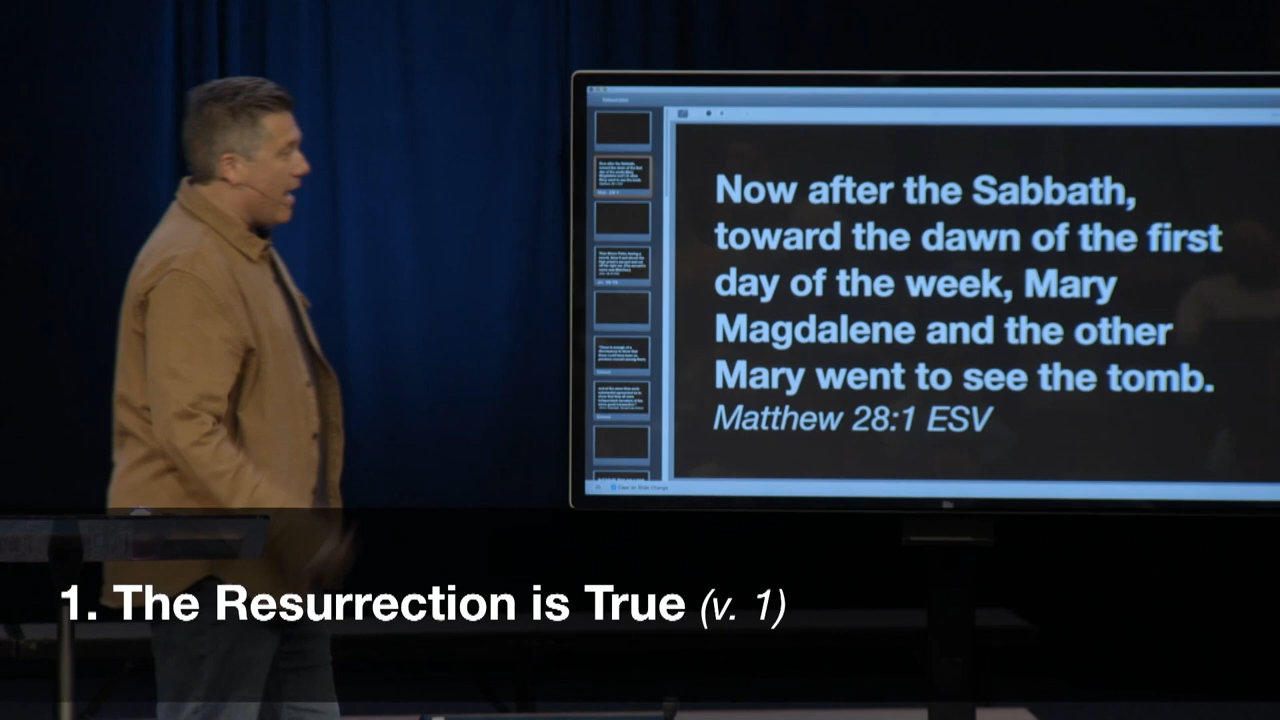 Now after the Sabbath,
toward the dawn of the first
day of the week, Mary
Magdalene and the other
Mary went to see the tomb.
Matthew 28:1 ESV
1. The Resurrection is True (v. 1)